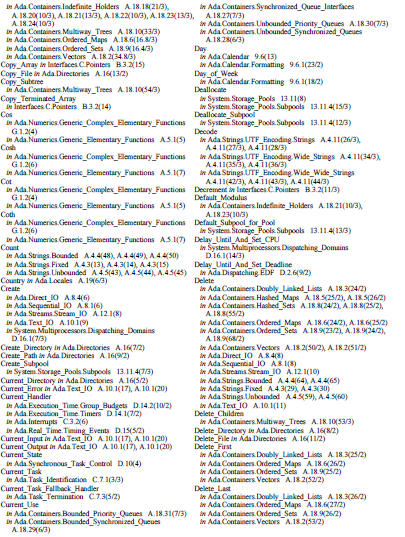 in Ada.Containers.Indefinite_Holders A.18.18(21/3),
A.18.20(10/3), A.18.21(13/3), A.18.22(10/3), A.18.23(13/3),
A.18.24(10/3)
in Ada.Containers.Multiway_Trees A.18.10(33/3)
in Ada.Containers.Ordered_Maps A.18.6(16.8/3)
in Ada.Containers.Ordered_Sets A.18.9(16.4/3)
in Ada.Containers.Vectors A.18.2(34.8/3)
Copy_Array in Interfaces.C.Pointers B.3.2(15)
Copy_File in Ada.Directories A.16(13/2)
Copy_Subtree
in Ada.Containers.Multiway_Trees A.18.10(54/3)
Copy_Terminated_Array
in Interfaces.C.Pointers B.3.2(14)
Cos
in Ada.Numerics.Generic_Complex_Elementary_Functions
G.1.2(4)
in Ada.Numerics.Generic_Elementary_Functions A.5.1(5)
Cosh
in Ada.Numerics.Generic_Complex_Elementary_Functions
G.1.2(6)
in Ada.Numerics.Generic_Elementary_Functions A.5.1(7)
Cot
in Ada.Numerics.Generic_Complex_Elementary_Functions
G.1.2(4)
in Ada.Numerics.Generic_Elementary_Functions A.5.1(5)
Coth
in Ada.Numerics.Generic_Complex_Elementary_Functions
G.1.2(6)
in Ada.Numerics.Generic_Elementary_Functions A.5.1(7)
Count
in Ada.Strings.Bounded A.4.4(48), A.4.4(49), A.4.4(50)
in Ada.Strings.Fixed A.4.3(13), A.4.3(14), A.4.3(15)
in Ada.Strings.Unbounded A.4.5(43), A.4.5(44), A.4.5(45)
Country in Ada.Locales A.19(6/3)
Create
in Ada.Direct_IO A.8.4(6)
in Ada.Sequential_IO A.8.1(6)
in Ada.Streams.Stream_IO A.12.1(8)
in Ada.Text_IO A.10.1(9)
in System.Multiprocessors.Dispatching_Domains
D.16.1(7/3)
Create_Directory in Ada.Directories A.16(7/2)
Create_Path in Ada.Directories A.16(9/2)
Create_Subpool
in System.Storage_Pools.Subpools 13.11.4(7/3)
Current_Directory in Ada.Directories A.16(5/2)
Current_Error in Ada.Text_IO A.10.1(17), A.10.1(20)
Current_Handler
in Ada.Execution_Time.Group_Budgets D.14.2(10/2)
in Ada.Execution_Time.Timers D.14.1(7/2)
in Ada.Interrupts C.3.2(6)
in Ada.Real_Time.Timing_Events D.15(5/2)
Current_Input in Ada.Text_IO A.10.1(17), A.10.1(20)
Current_Output in Ada.Text_IO A.10.1(17), A.10.1(20)
Current_State
in Ada.Synchronous_Task_Control D.10(4)
Current_Task
in Ada.Task_Identification C.7.1(3/3)
Current_Task_Fallback_Handler
in Ada.Task_Termination C.7.3(5/2)
Current_Use
in Ada.Containers.Bounded_Priority_Queues A.18.31(7/3)
in Ada.Containers.Bounded_Synchronized_Queues
A.18.29(6/3)
in Ada.Containers.Synchronized_Queue_Interfaces
A.18.27(7/3)
in Ada.Containers.Unbounded_Priority_Queues A.18.30(7/3)
in Ada.Containers.Unbounded_Synchronized_Queues
A.18.28(6/3)
Day
in Ada.Calendar 9.6(13)
in Ada.Calendar.Formatting 9.6.1(23/2)
Day_of_Week
in Ada.Calendar.Formatting 9.6.1(18/2)
Deallocate
in System.Storage_Pools 13.11(8)
in System.Storage_Pools.Subpools 13.11.4(15/3)
Deallocate_Subpool
in System.Storage_Pools.Subpools 13.11.4(12/3)
Decode
in Ada.Strings.UTF_Encoding.Strings A.4.11(26/3),
A.4.11(27/3), A.4.11(28/3)
in Ada.Strings.UTF_Encoding.Wide_Strings A.4.11(34/3),
A.4.11(35/3), A.4.11(36/3)
in Ada.Strings.UTF_Encoding.Wide_Wide_Strings
A.4.11(42/3), A.4.11(43/3), A.4.11(44/3)
Decrement in Interfaces.C.Pointers B.3.2(11/3)
Default_Modulus
in Ada.Containers.Indefinite_Holders A.18.21(10/3),
A.18.23(10/3)
Default_Subpool_for_Pool
in System.Storage_Pools.Subpools 13.11.4(13/3)
Delay_Until_And_Set_CPU
in System.Multiprocessors.Dispatching_Domains
D.16.1(14/3)
Delay_Until_And_Set_Deadline
in Ada.Dispatching.EDF D.2.6(9/2)
Delete
in Ada.Containers.Doubly_Linked_Lists A.18.3(24/2)
in Ada.Containers.Hashed_Maps A.18.5(25/2), A.18.5(26/2)
in Ada.Containers.Hashed_Sets A.18.8(24/2), A.18.8(25/2),
A.18.8(55/2)
in Ada.Containers.Ordered_Maps A.18.6(24/2), A.18.6(25/2)
in Ada.Containers.Ordered_Sets A.18.9(23/2), A.18.9(24/2),
A.18.9(68/2)
in Ada.Containers.Vectors A.18.2(50/2), A.18.2(51/2)
in Ada.Direct_IO A.8.4(8)
in Ada.Sequential_IO A.8.1(8)
in Ada.Streams.Stream_IO A.12.1(10)
in Ada.Strings.Bounded A.4.4(64), A.4.4(65)
in Ada.Strings.Fixed A.4.3(29), A.4.3(30)
in Ada.Strings.Unbounded A.4.5(59), A.4.5(60)
in Ada.Text_IO A.10.1(11)
Delete_Children
in Ada.Containers.Multiway_Trees A.18.10(53/3)
Delete_Directory in Ada.Directories A.16(8/2)
Delete_File in Ada.Directories A.16(11/2)
Delete_First
in Ada.Containers.Doubly_Linked_Lists A.18.3(25/2)
in Ada.Containers.Ordered_Maps A.18.6(26/2)
in Ada.Containers.Ordered_Sets A.18.9(25/2)
in Ada.Containers.Vectors A.18.2(52/2)
Delete_Last
in Ada.Containers.Doubly_Linked_Lists A.18.3(26/2)
in Ada.Containers.Ordered_Maps A.18.6(27/2)
in Ada.Containers.Ordered_Sets A.18.9(26/2)
in Ada.Containers.Vectors A.18.2(53/2)